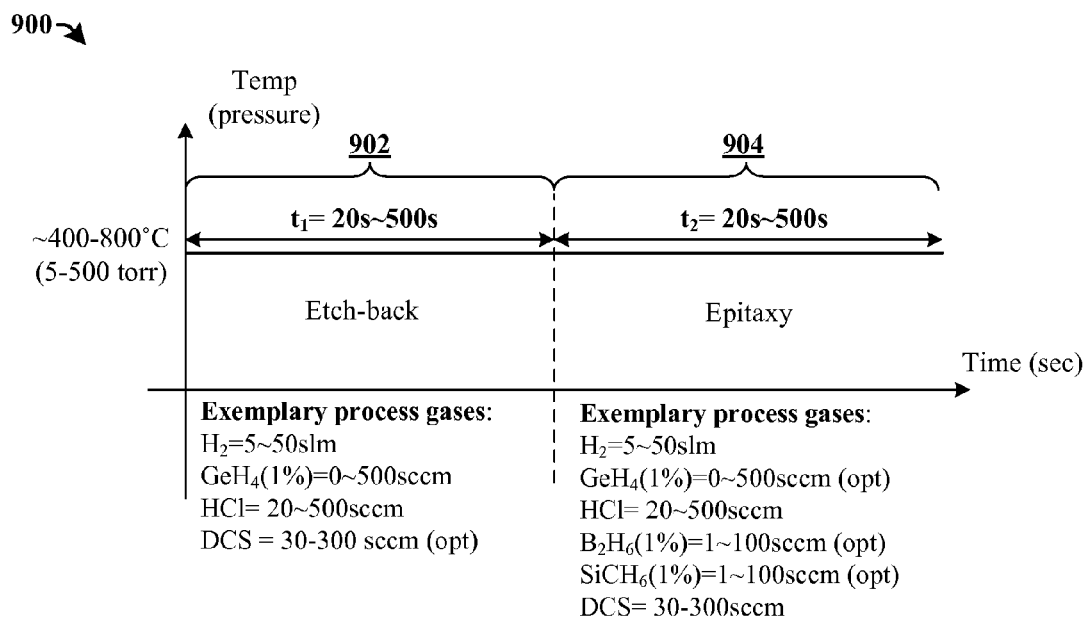 900
Temp
(pressure)
902
904
t₁= 20s~500s
t₂= 20s~500s
~400-800˚C
(5-500 torr)
Etch-back
Epitaxy
Time (sec)
Exemplary process gases:
H₂=5~50slm
GeH₄(1%)=0~500sccm
HCl= 20~500sccm
DCS = 30-300 sccm (opt)
Exemplary process gases:
H₂=5~50slm
GeH₄(1%)=0~500sccm (opt)
HCl= 20~500sccm
B₂H₆(1%)=1~100sccm (opt)
SiCH₆(1%)=1~100sccm (opt)
DCS= 30-300sccm